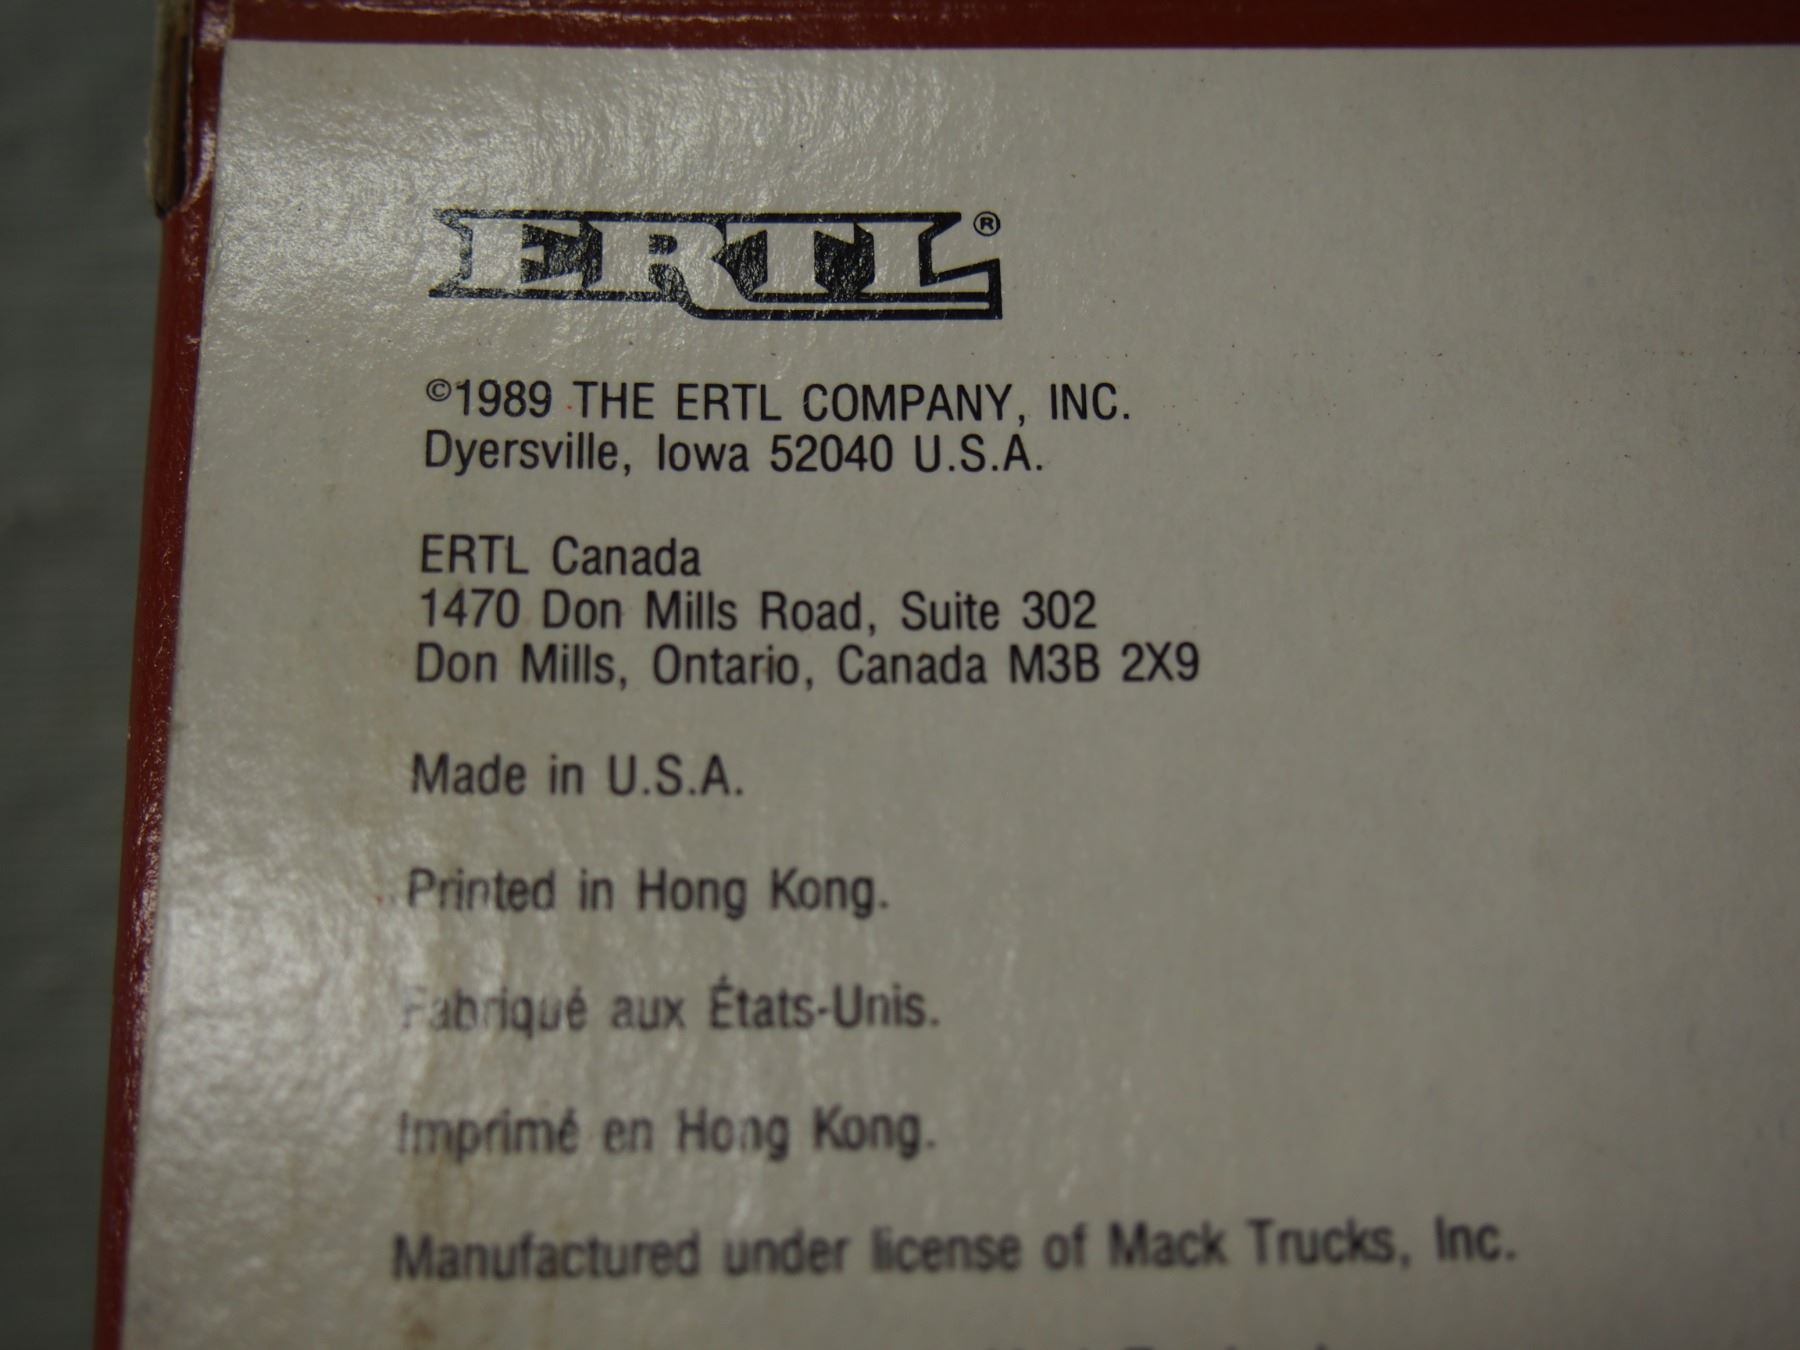 ERTL®
©1989 THE ERTL COMPANY, INC.
Dyersville, Iowa 52040 U.S.A.
ERTL Canada
1470 Don Mills Road, Suite 302
Don Mills, Ontario, Canada M3B 2X9
Made in U.S.A.
Printed in Hong Kong.
Fabriqué aux États-Unis.
Imprimé en Hong Kong.
Manufactured under license of Mack Trucks, Inc.